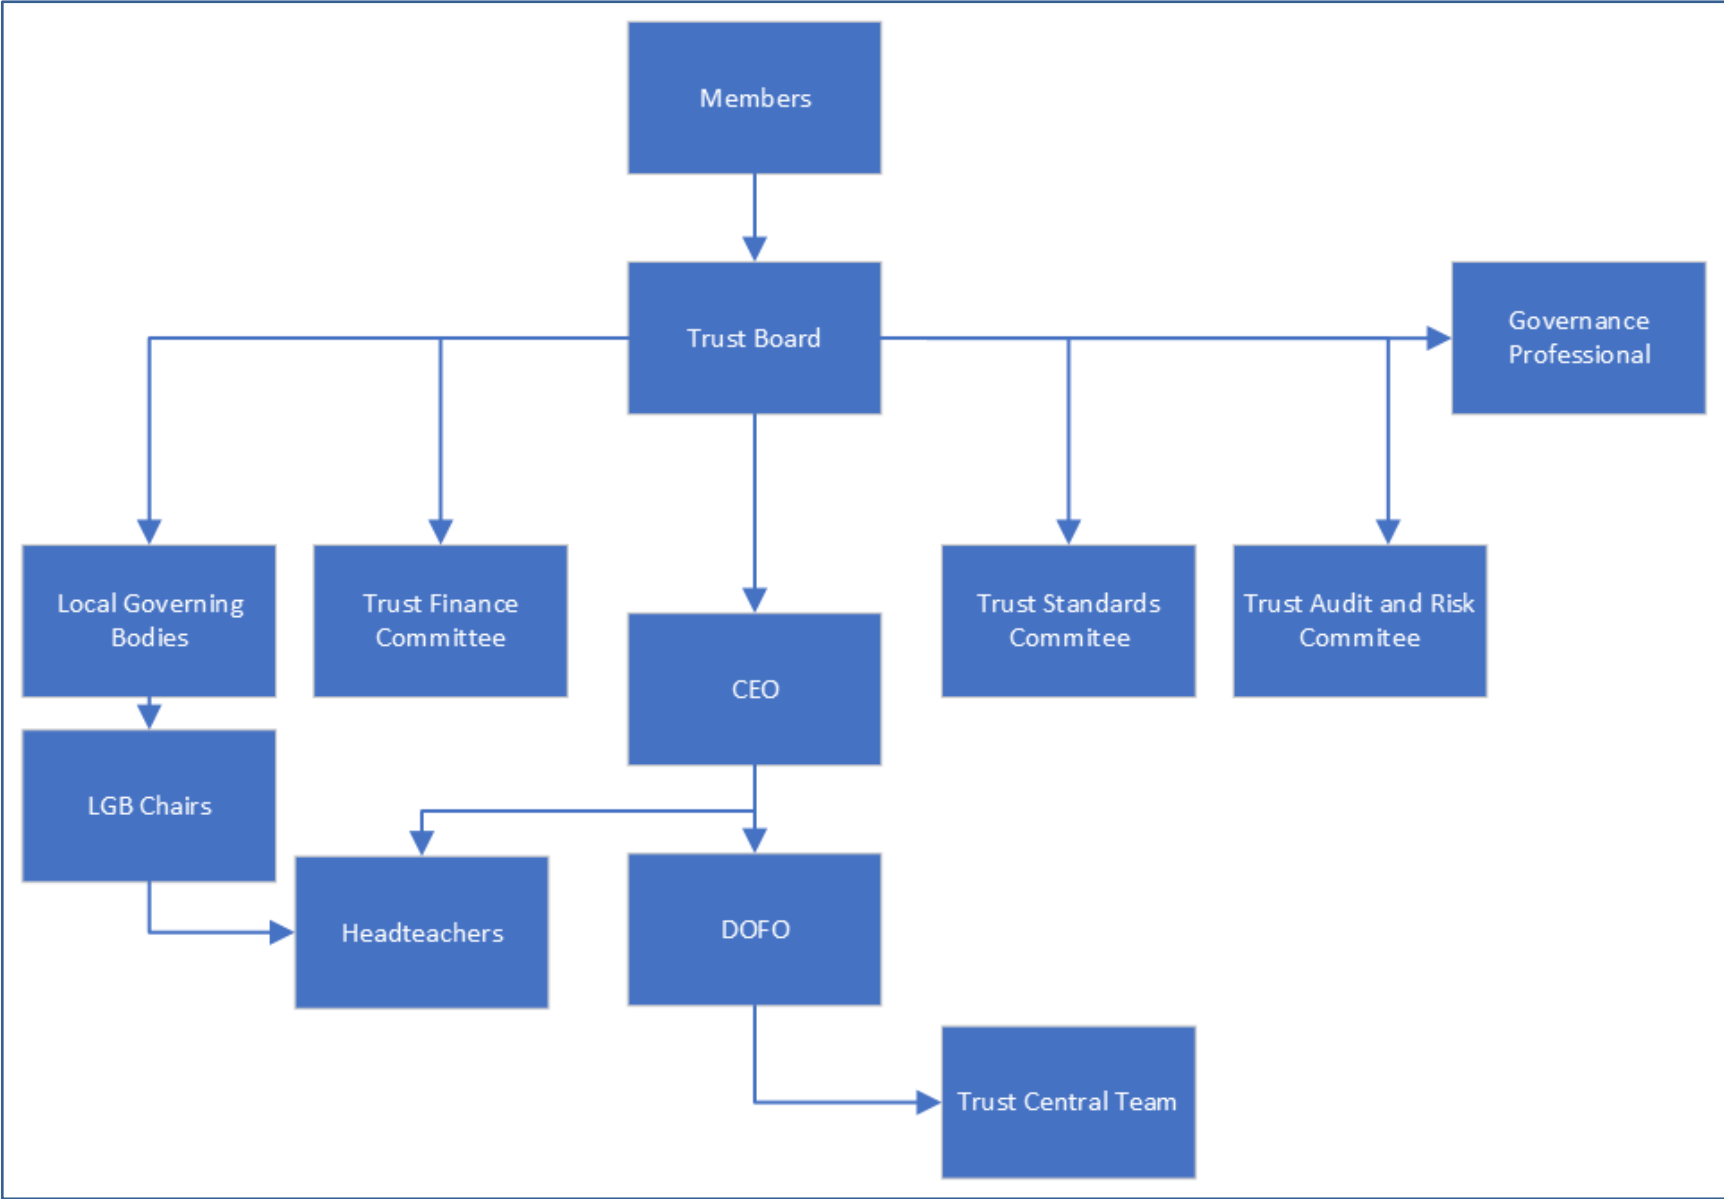 Members
Trust Board
Governance
Professional
Local Governing
Bodies
Trust Finance
Committee
CEO
Trust Standards
Commitee
Trust Audit and Risk
Commitee
LGB Chairs
Headteachers
DOFO
Trust Central Team